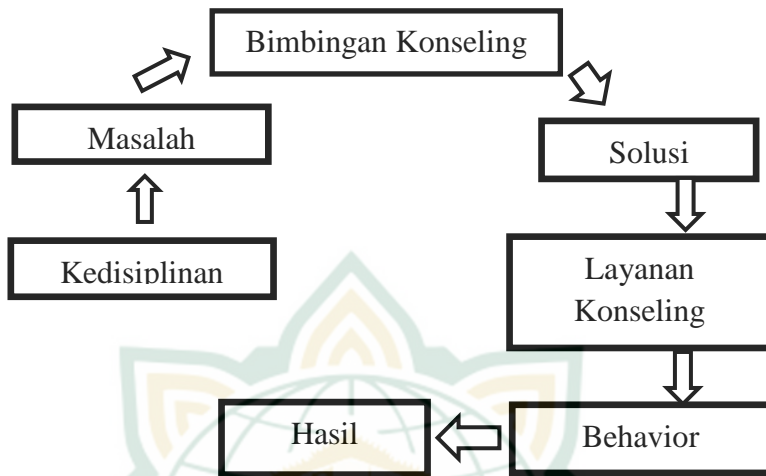 Bimbingan Konseling
Masalah
Solusi
Kedisiplinan
Layanan
Konseling
Hasil
Behavior